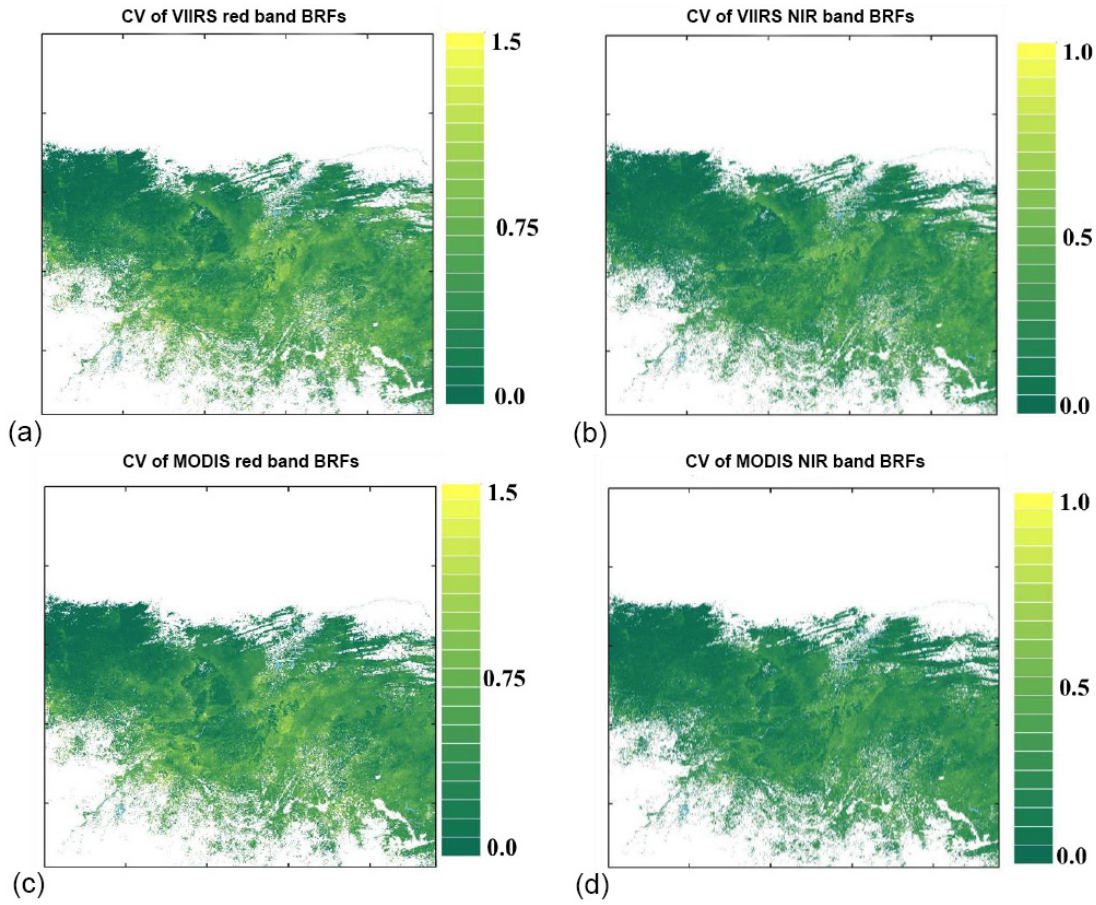 CV of VIIRS red band BRFs
1.5
0.75
0.0
(a)
CV of VIIRS NIR band BRFs
1.0
0.5
0.0
(b)
CV of MODIS red band BRFs
1.5
0.75
0.0
(c)
CV of MODIS NIR band BRFs
1.0
0.5
0.0
(d)